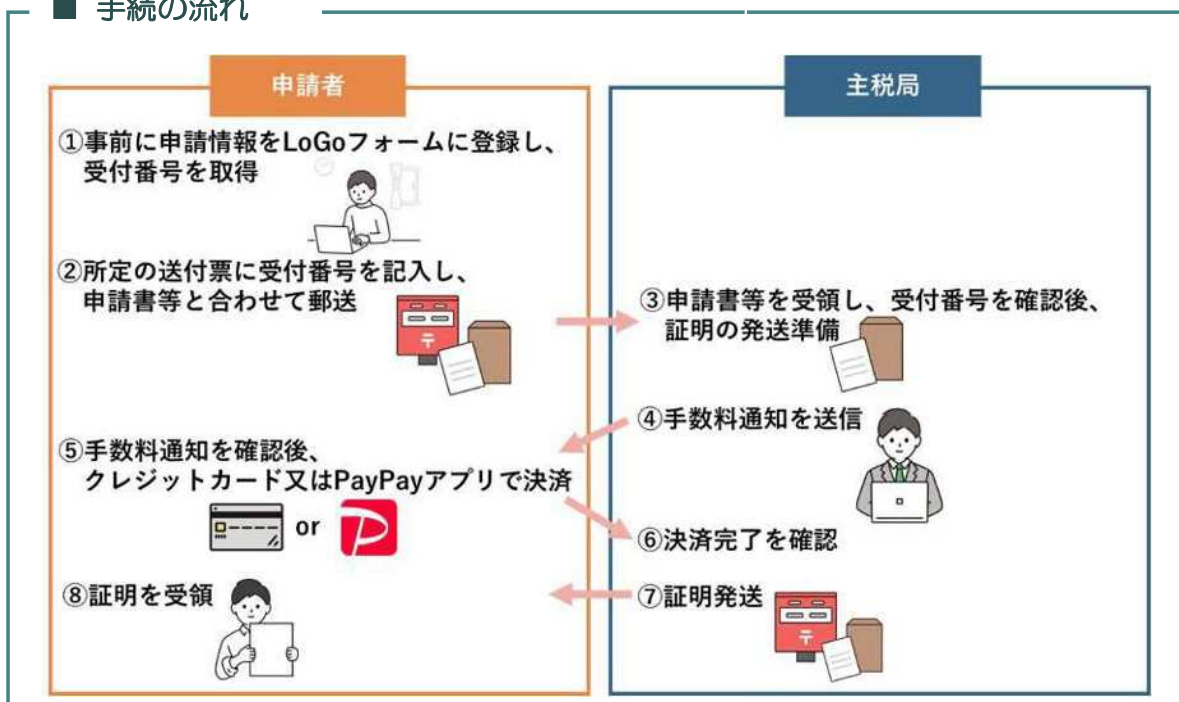 ■ 手続の流れ
申請者
①事前に申請情報をLoGoフォームに登録し、
受付番号を取得
②所定の送付票に受付番号を記入し、
申請書等と合わせて郵送
⑤手数料通知を確認後、
クレジットカード又はPayPayアプリで決済
or
⑧証明を受領
主税局
③申請書等を受領し、受付番号を確認後、
証明の発送準備
④手数料通知を送信
⑥決済完了を確認
⑦証明発送